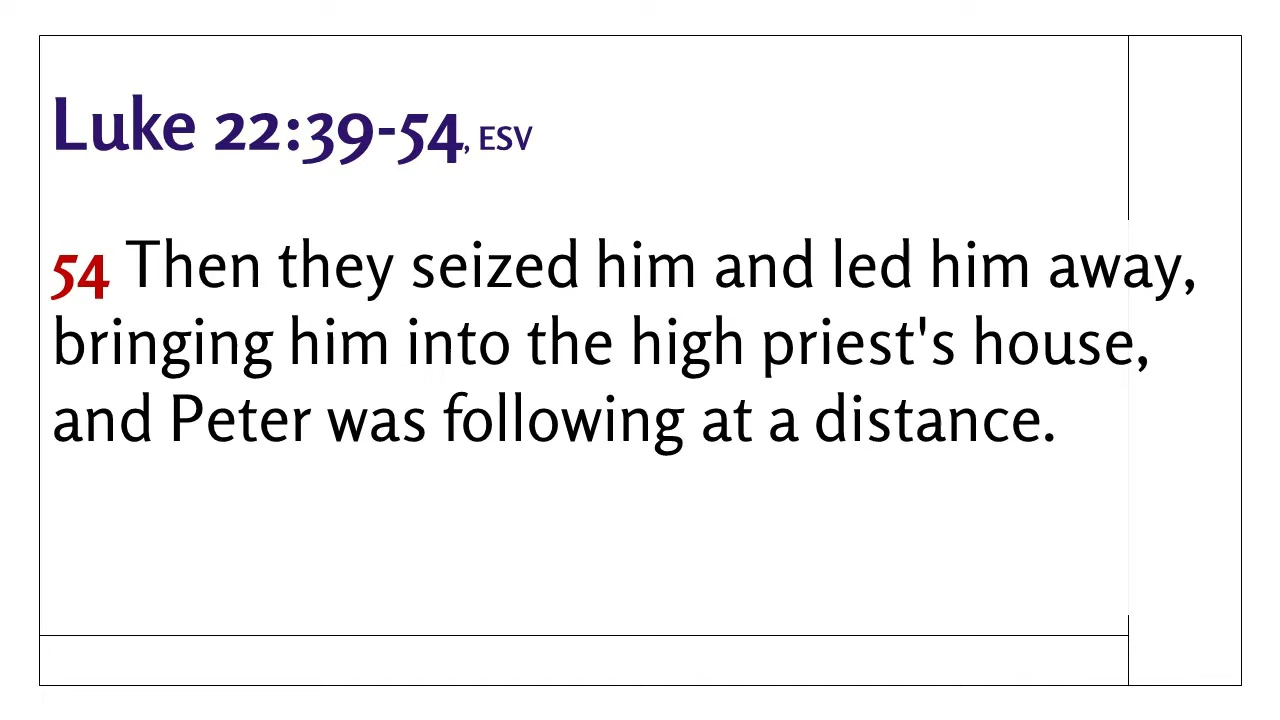 Luke 22:39-54, ESV
54 Then they seized him and led him away,
bringing him into the high priest's house,
and Peter was following at a distance.